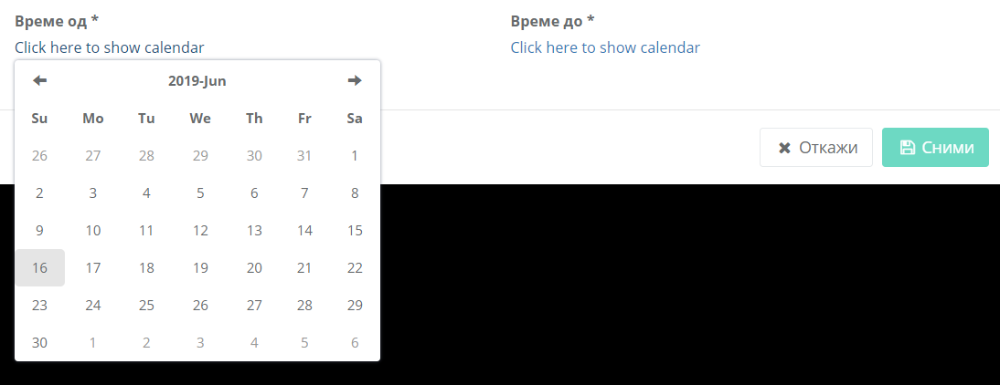 Време од *
Време до *
Click here to show calendar
Click here to show calendar
2019-Jun
Su Mo Tu We Th Fr Sa
26 27 28 29 30 31 1
2 3 4 5 6 7 8
9 10 11 12 13 14 15
16 17 18 19 20 21 22
23 24 25 26 27 28 29
30 1 2 3 4 5 6
Откажи
Сними